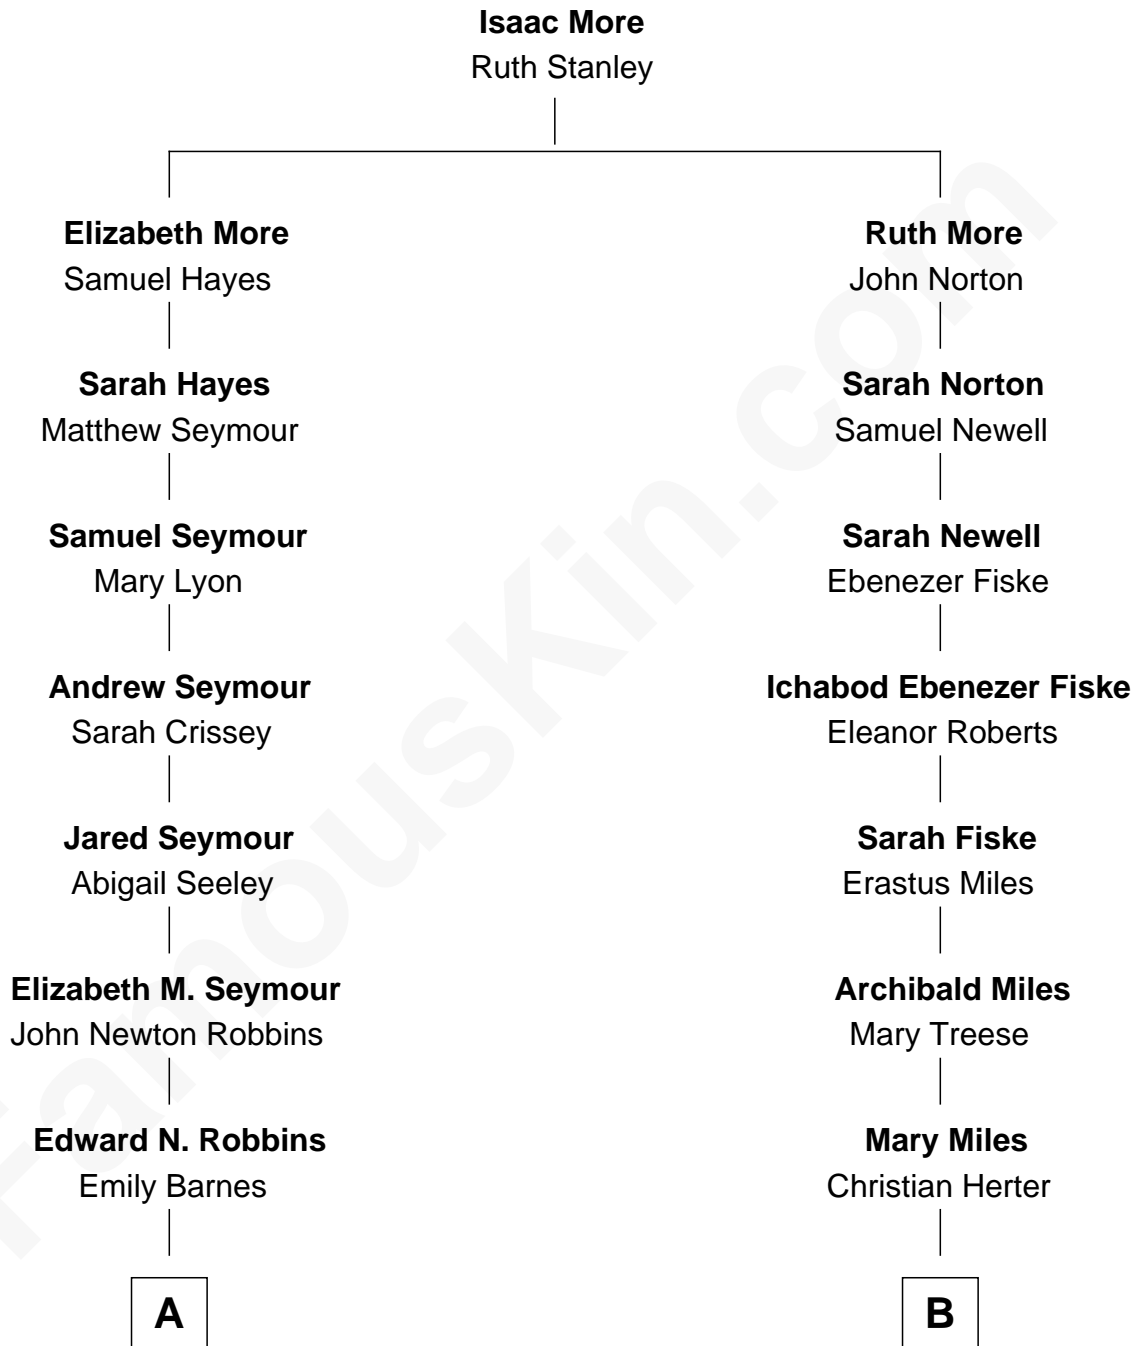 Isaac More
Ruth Stanley
Elizabeth More
Samuel Hayes
Ruth More
John Norton
Sarah Hayes
Matthew Seymour
Sarah Norton
Samuel Newell
Samuel Seymour
Mary Lyon
Sarah Newell
Ebenezer Fiske
Andrew Seymour
Sarah Crissey
Ichabod Ebenezer Fiske
Eleanor Roberts
Jared Seymour
Abigail Seeley
Sarah Fiske
Erastus Miles
Elizabeth M. Seymour
John Newton Robbins
Archibald Miles
Mary Treese
Edward N. Robbins
Emily Barnes
Mary Miles
Christian Herter
A
B
FamousKin.com